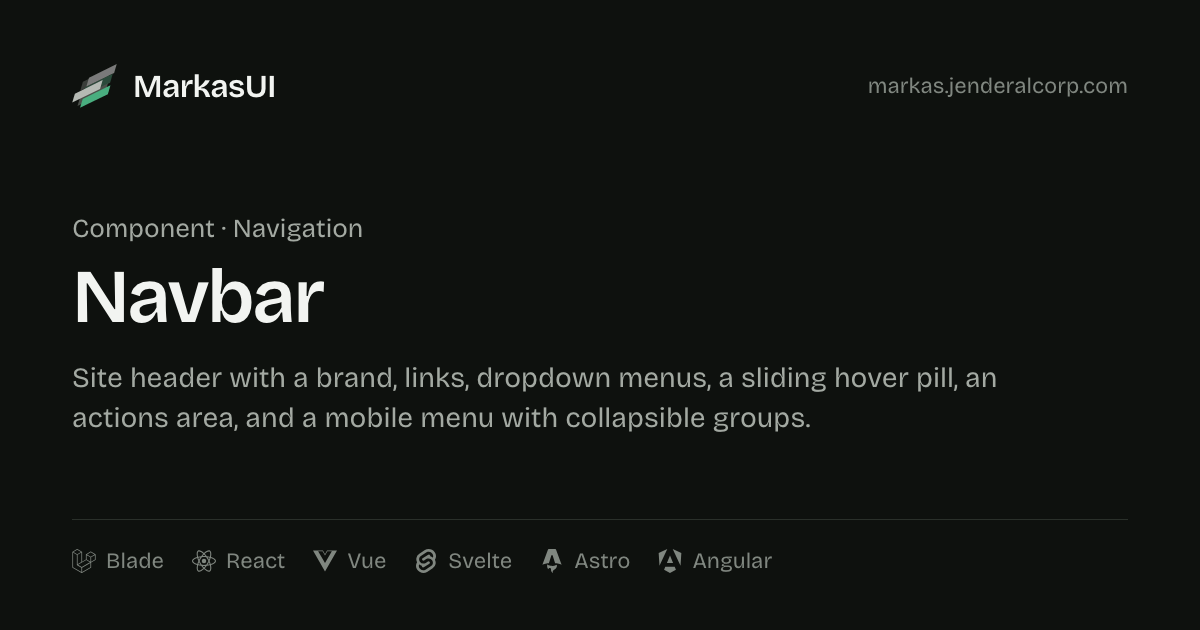 MarkasUI
markas.jenderalcorp.com
Component · Navigation
Navbar
Site header with a brand, links, dropdown menus, a sliding hover pill, an
actions area, and a mobile menu with collapsible groups.
Blade React Vue Svelte Astro Angular